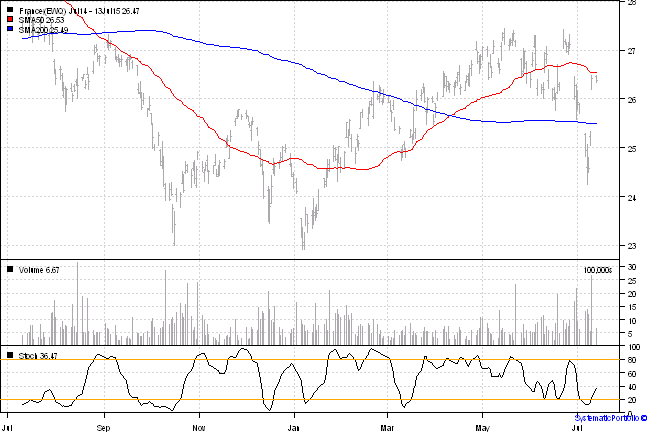 France(EWQ) Jul14 - 13Jul15 26.47
SMA50 26.53
SMA200 25.49
28
27
26
25
24
23
Volume 6.67
100,000s
30
25
20
15
10
5
Stoch 36.47
100
80
60
40
20
0
Jul
Sep
Nov
Jan
Mar
May
Jul
SystematicPortfolio ©